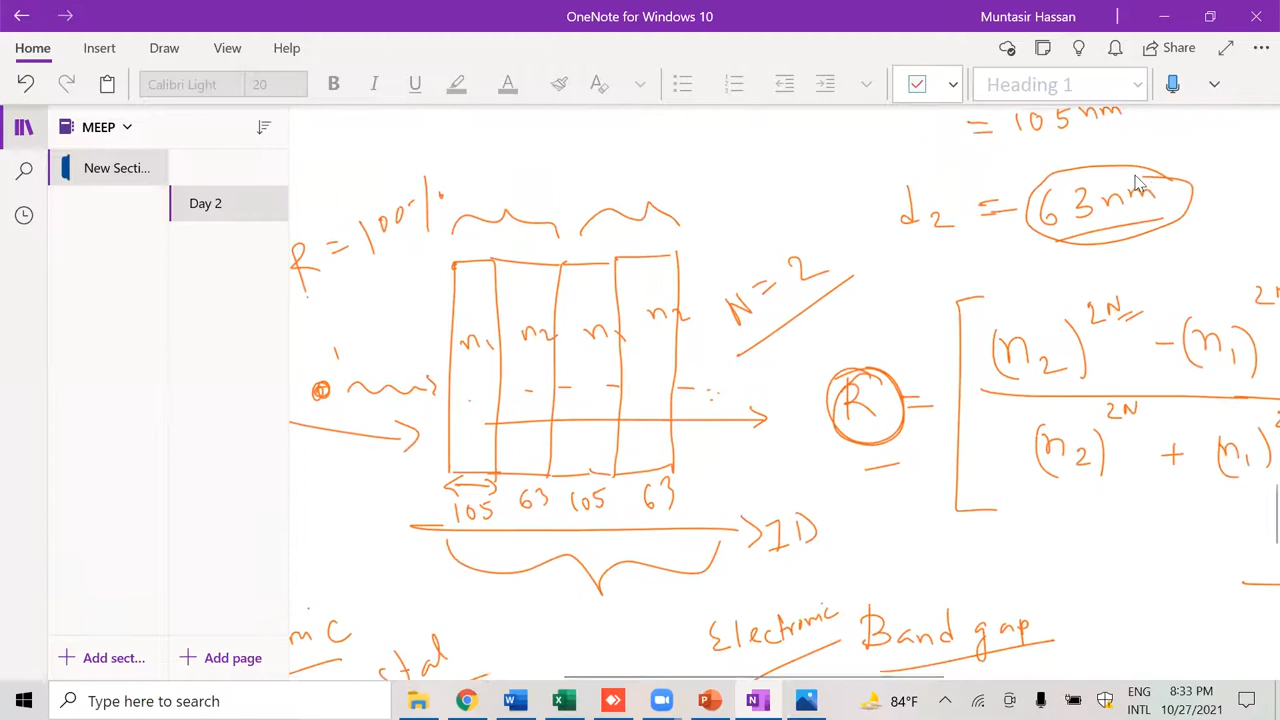 OneNote for Windows 10
Muntasir Hassan
Home Insert Draw View Help
Share
Calibri Light 20 B I U A Heading 1
MEEP
New Secti...
Day 2
= 105 nm
d2 = 63 nm
R = 100%
N = 2
n1 n2 n1 n2
R = (n2)2N - (n1)2N
(n2)2N + (n1)2
105 63 105 63
1D
Electronic Band gap
Add sect... Add page
Type here to search
84°F
ENG
INTL
8:33 PM
10/27/2021